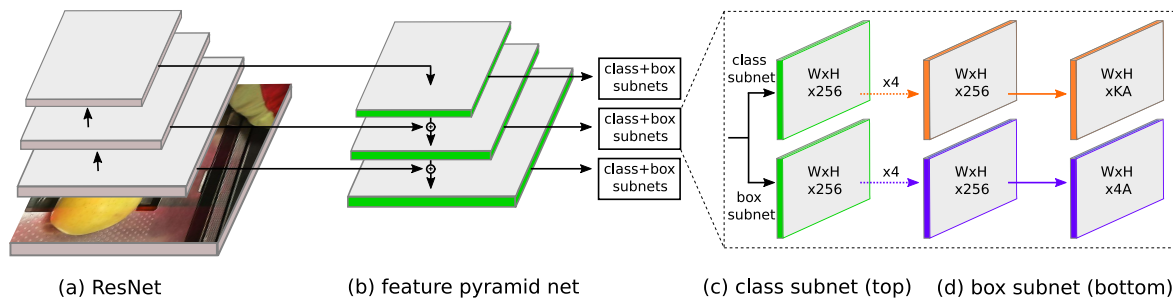 class+box
subnets
class+box
subnets
class+box
subnets
class
subnet
WxH
x256
x4
WxH
x256
WxH
xKA
box
subnet
WxH
x256
x4
WxH
x256
WxH
x4A
(a) ResNet
(b) feature pyramid net
(c) class subnet (top)
(d) box subnet (bottom)